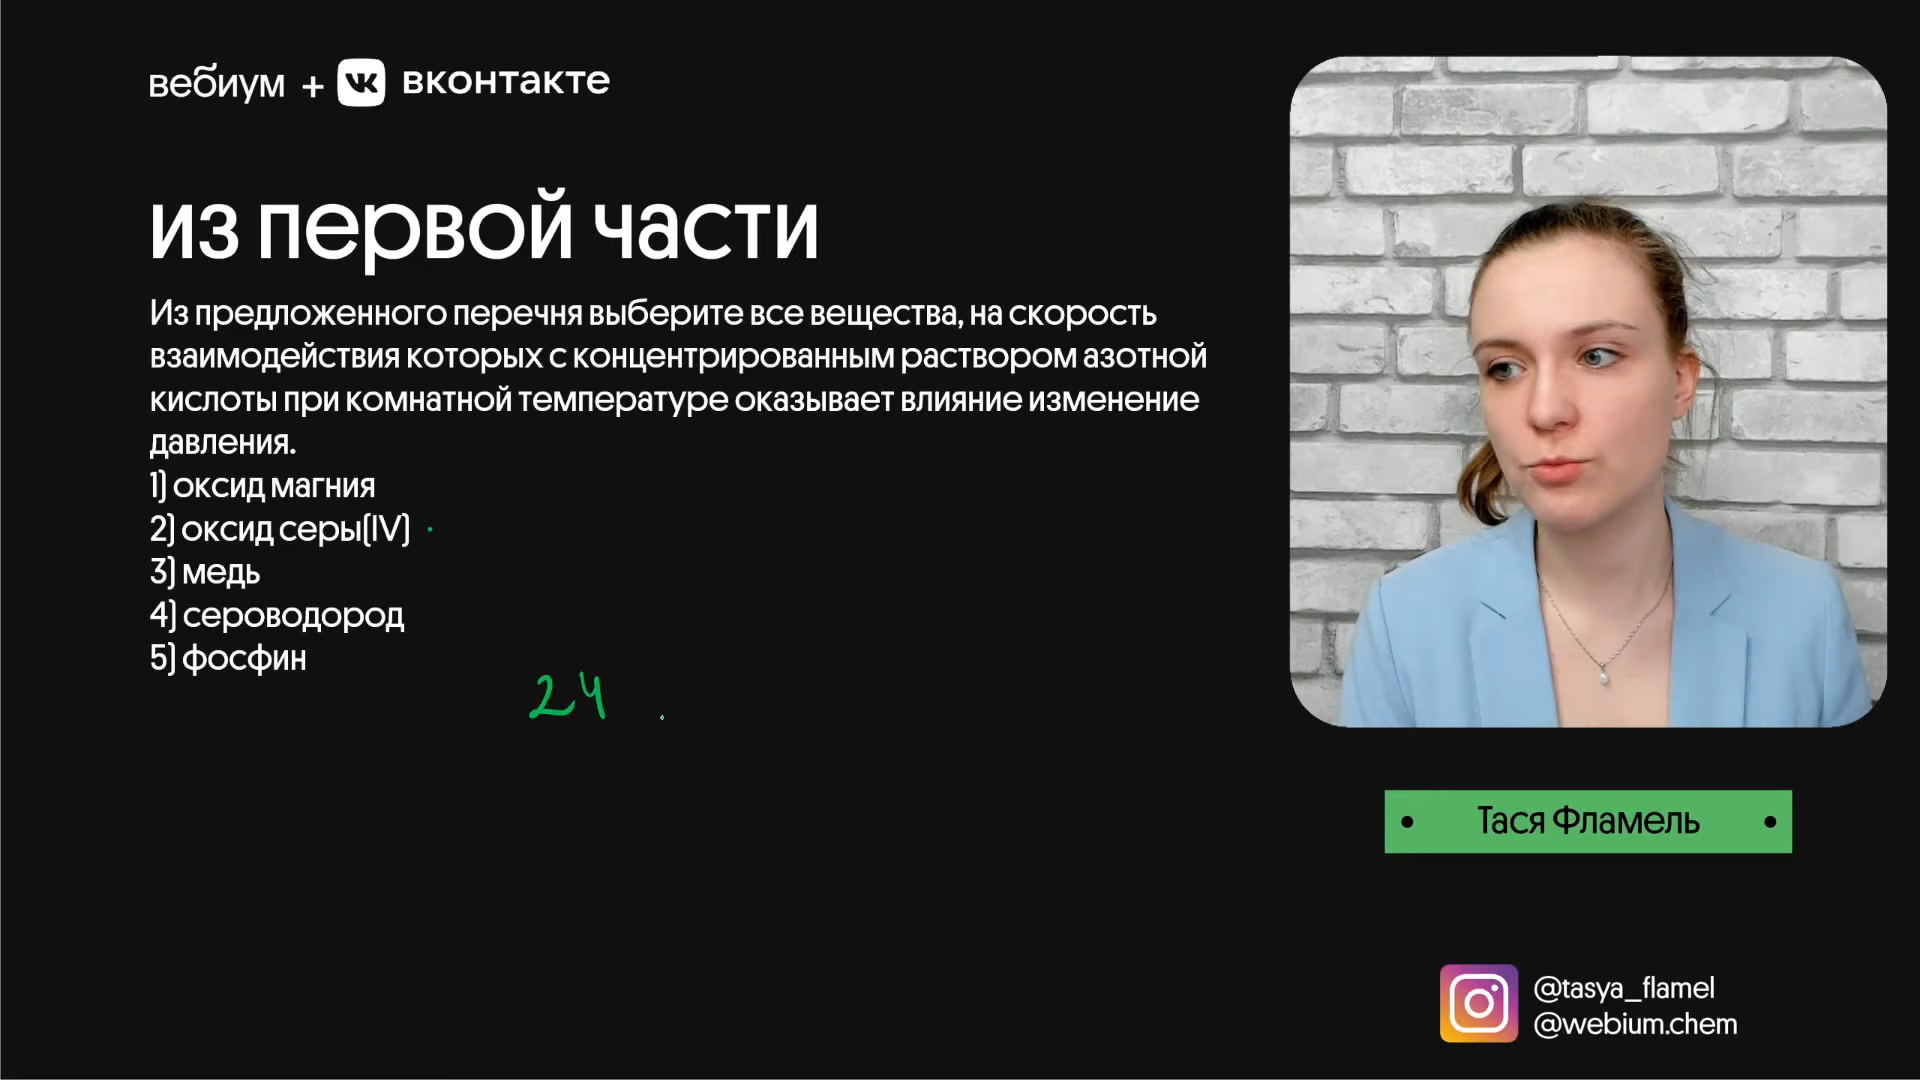 вебиум + вконтакте
из первой части
Из предложенного перечня выберите все вещества, на скорость
взаимодействия которых с концентрированным раствором азотной
кислоты при комнатной температуре оказывает влияние изменение
давления.
1) оксид магния
2) оксид серы(IV)
3) медь
4) сероводород
5) фосфин
24
• Тася Фламель •
@tasya_flamel
@webium.chem